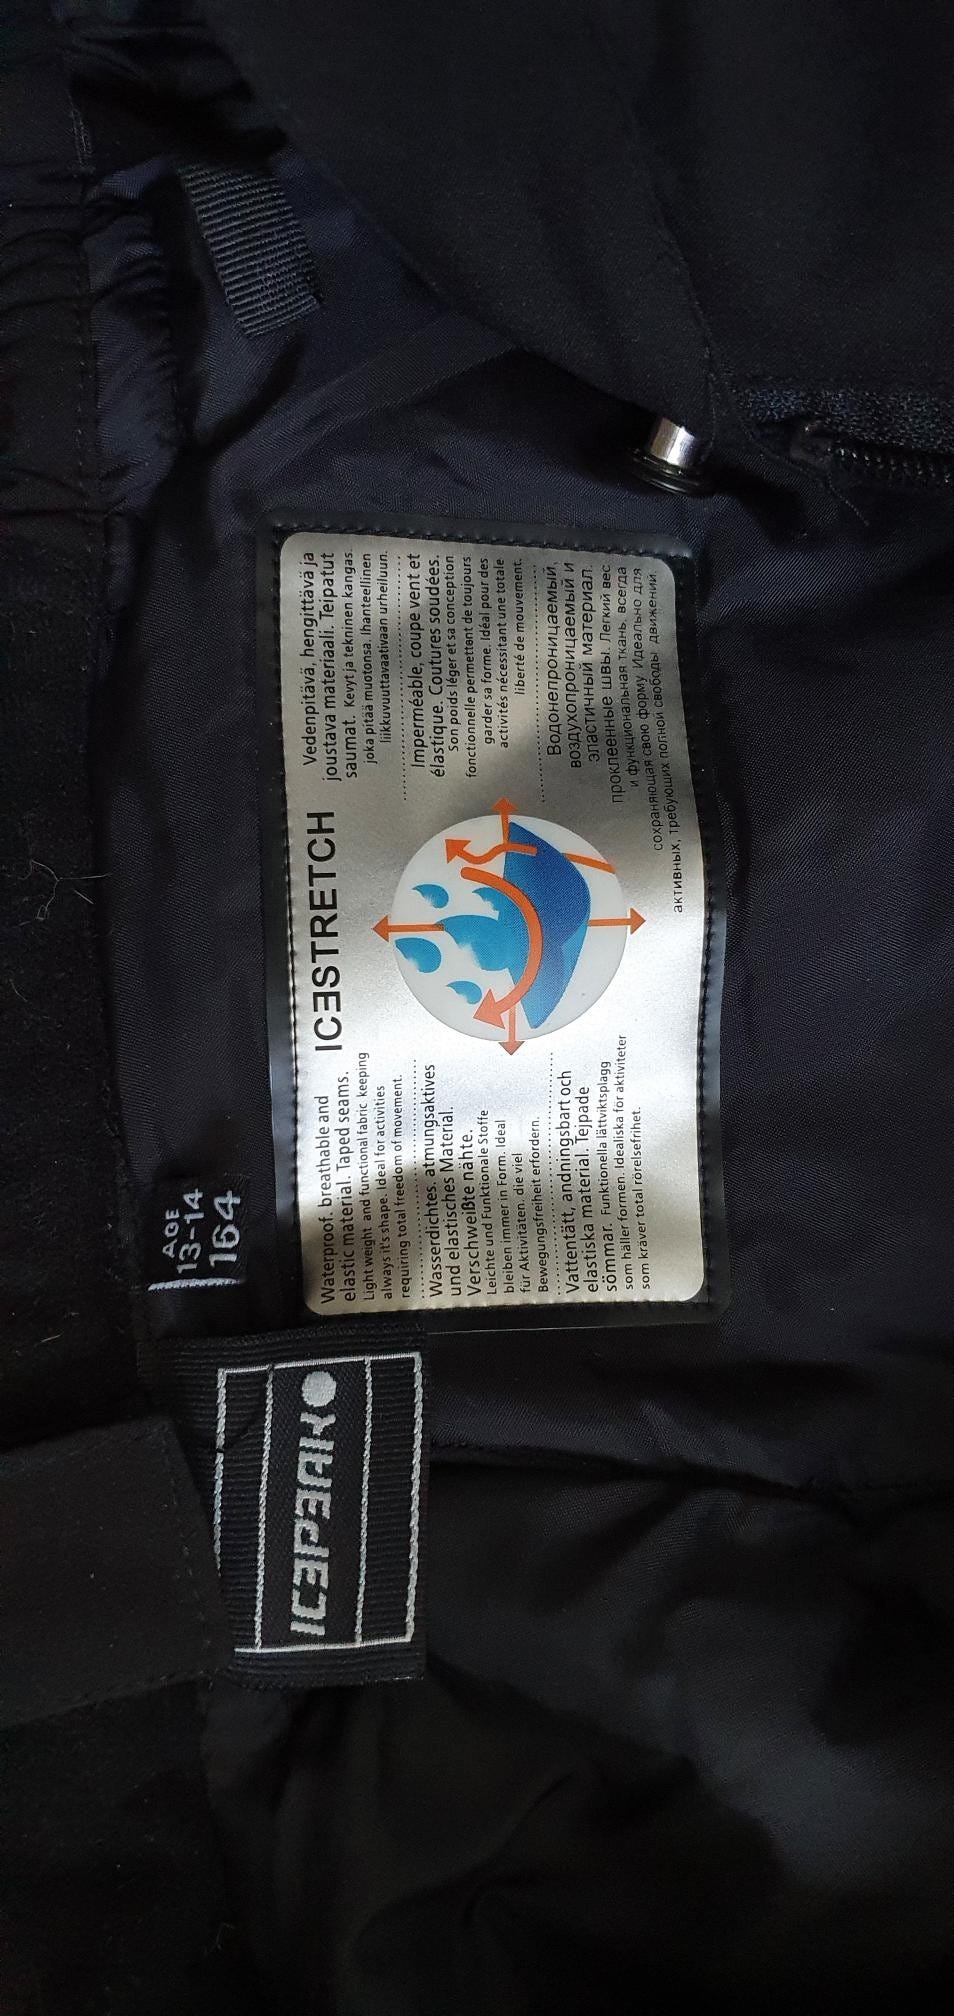 AGE
13-14
164
ICEPEAK
ICESTRETCH
Waterproof. breathable and
elastic material. Taped seams.
Light weight and functional fabric keeping
always it's shape. Ideal for activities
requiring total freedom of movement.
Wasserdichtes. atmungsaktives
und elastisches Material.
Verschweißte nähte.
Leichte und Funktionale Stoffe
bleiben immer in Form. Ideal
für Aktivitäten. die viel
Bewegungsfreiheit erfordern.
Vattentätt, andningsbart och
elastiska material. Tejpade
sömmar. Funktionella lättviktsplagg
som håller formen. Idealiska för aktiviteter
som kräver total rörelsefrihet.
Vedenpitävä, hengittävä ja
joustava materiaali. Teipatut
saumat. Kevyt ja tekninen kangas.
joka pitää muotonsa. Ihanteellinen
liikkuvuuttavaativaan urheiluun.
Imperméable, coupe vent et
élastique. Coutures soudées.
Son poids léger et sa conception
fonctionnelle permettent de toujours
garder sa forme. Idéal pour des
activités nécessitant une totale
liberté de mouvement.
Водонепроницаемый,
воздухопроницаемый и
эластичный материал.
проклеенные швы. Легкий вес
и функциональная ткань. всегда
сохраняющая свою форму. Идеально для
активных, требующих полной свободы движений.